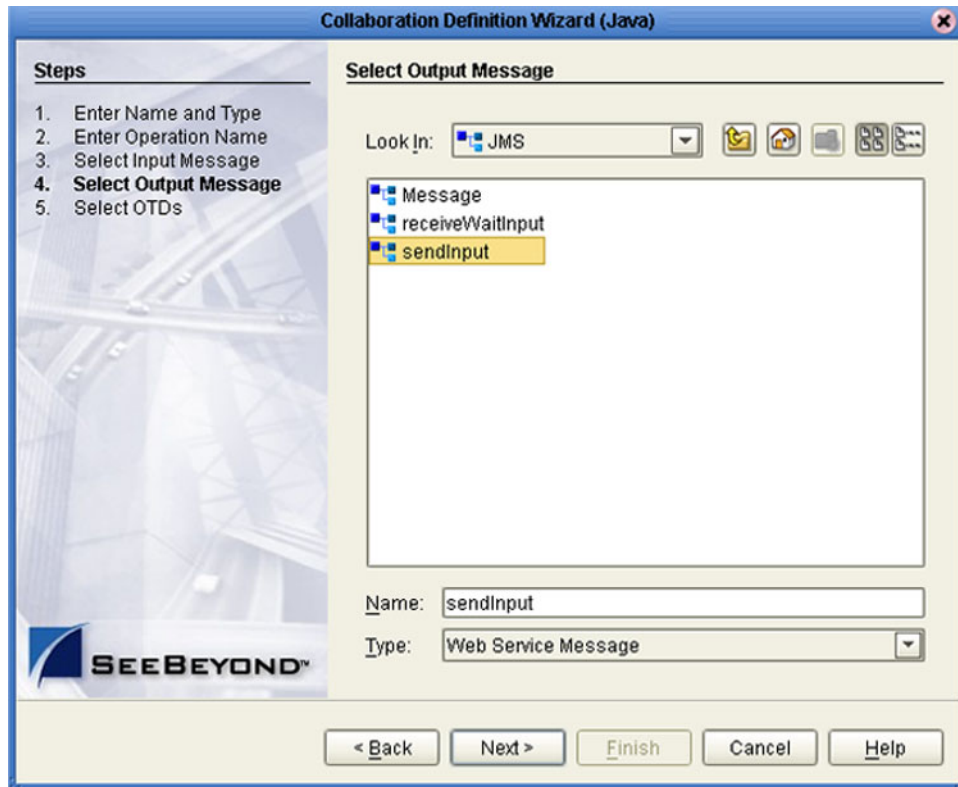 Collaboration Definition Wizard (Java)
Steps
1. Enter Name and Type
2. Enter Operation Name
3. Select Input Message
4. Select Output Message
5. Select OTDs
Select Output Message
Look In: JMS
Message
receiveWaitInput
sendInput
Name: sendInput
Type: Web Service Message
SEEBEYOND™
< Back Next > Finish Cancel Help